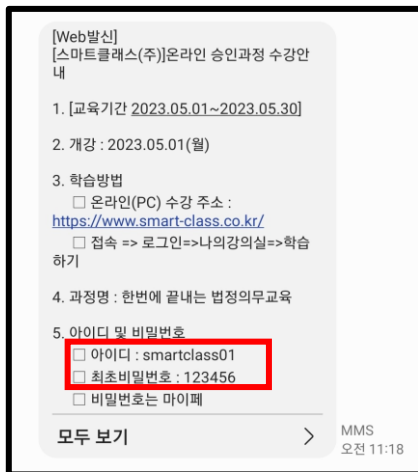 [Web발신]
[스마트클래스(주)]온라인 승인과정 수강안
내
1. [교육기간 2023.05.01~2023.05.30]
2. 개강 : 2023.05.01(월)
3. 학습방법
□ 온라인(PC) 수강 주소 :
https://www.smart-class.co.kr/
□ 접속 => 로그인=>나의강의실=>학습
하기
4. 과정명 : 한번에 끝내는 법정의무교육
5. 아이디 및 비밀번호
□ 아이디 : smartclass01
□ 최초비밀번호 : 123456
□ 비밀번호는 마이페
모두 보기 >
MMS
오전 11:18